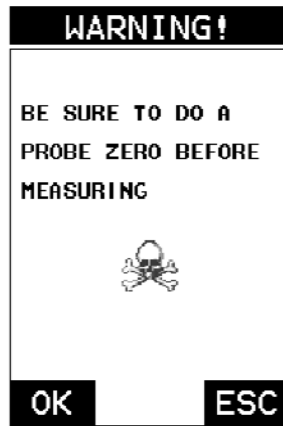 WARNING!
BE SURE TO DO A
PROBE ZERO BEFORE
MEASURING
OK ESC